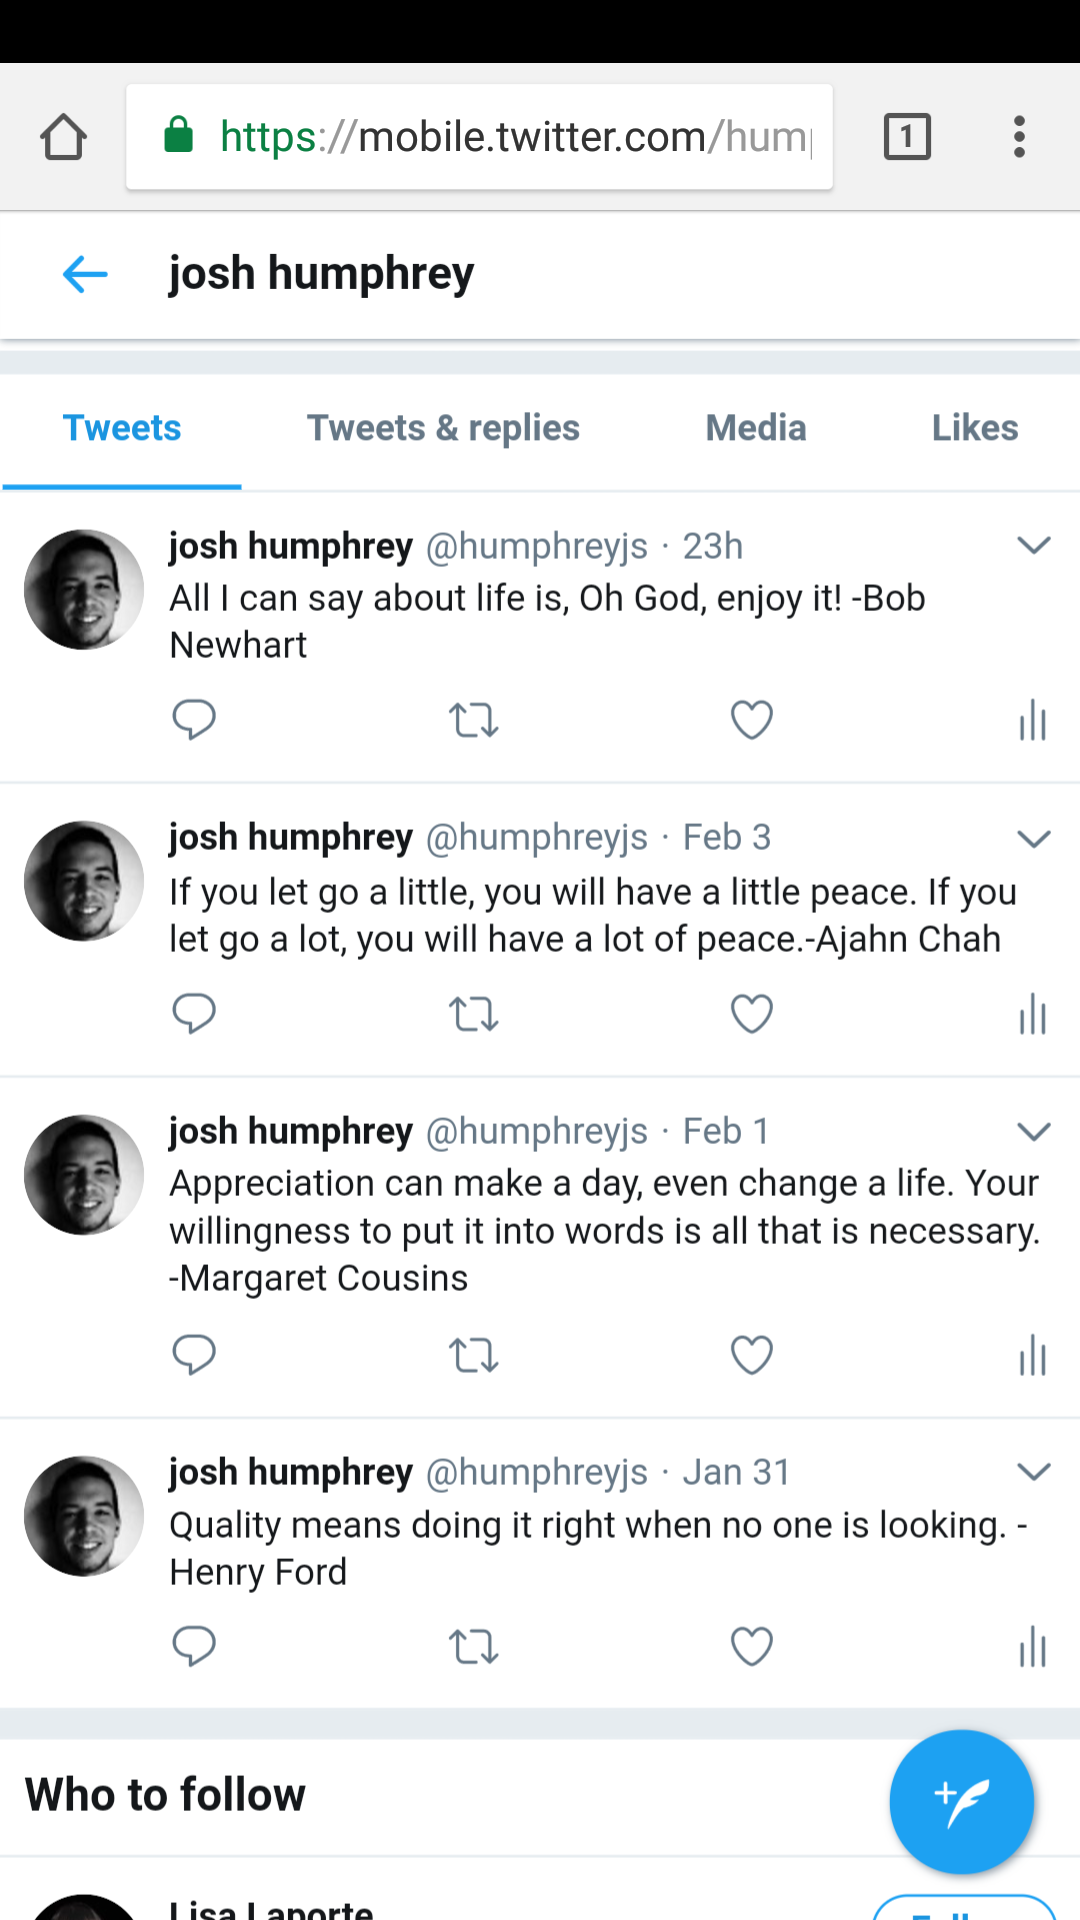 https://mobile.twitter.com/hum
1
josh humphrey
Tweets Tweets & replies Media Likes
josh humphrey @humphreyjs · 23h
All I can say about life is, Oh God, enjoy it! -Bob
Newhart
josh humphrey @humphreyjs · Feb 3
If you let go a little, you will have a little peace. If you
let go a lot, you will have a lot of peace.-Ajahn Chah
josh humphrey @humphreyjs · Feb 1
Appreciation can make a day, even change a life. Your
willingness to put it into words is all that is necessary.
-Margaret Cousins
josh humphrey @humphreyjs · Jan 31
Quality means doing it right when no one is looking. -
Henry Ford
Who to follow
Lisa Laporte